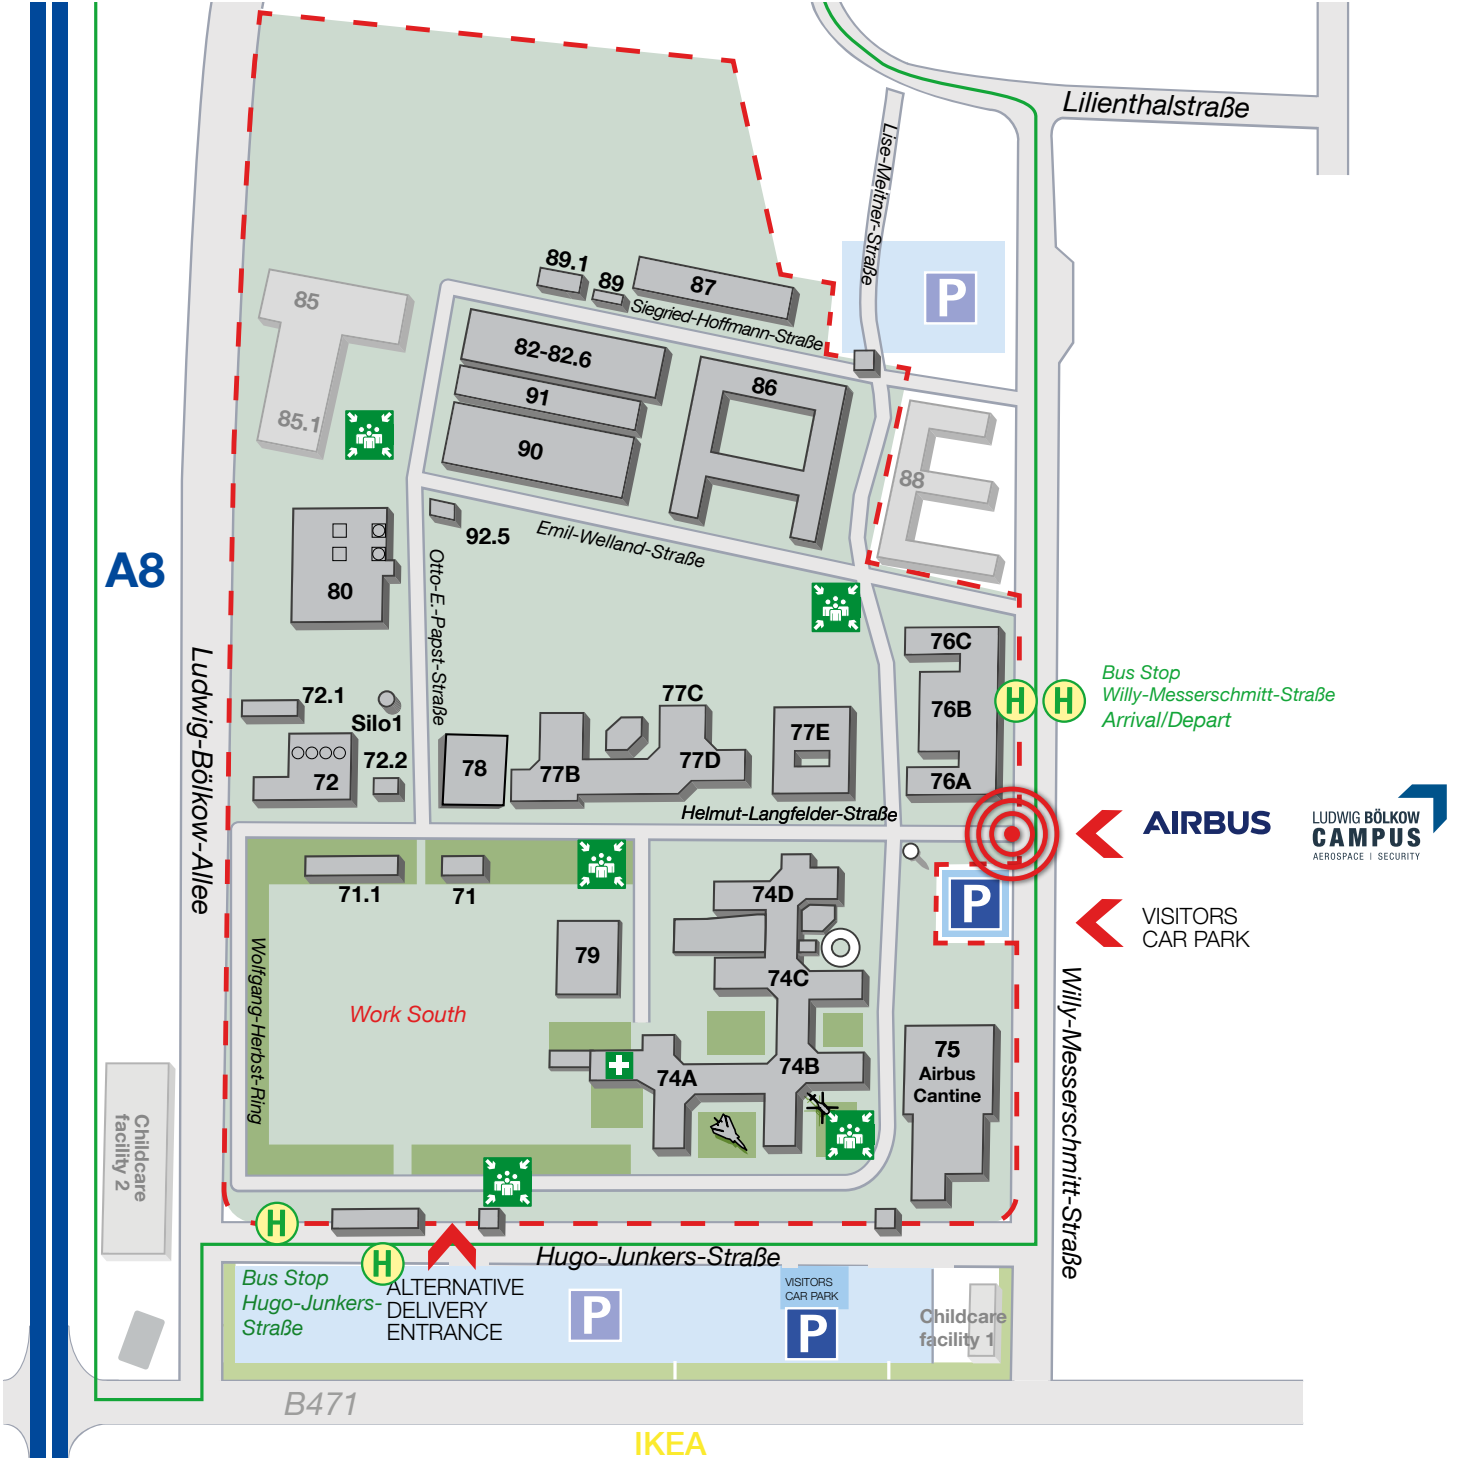 Lilienthalstraße
Lise-Meitner-Straße
P
89.1
89
87
Siegried-Hoffmann-Straße
85
85.1
82-82.6
91
90
86
88
92.5
Emil-Welland-Straße
Otto-E.-Papst-Straße
80
A8
Ludwig-Bölkow-Allee
76C
76B
76A
H H
Bus Stop
Willy-Messerschmitt-Straße
Arrival/Depart
72.1
Silo1
72
72.2
78
77B
77C
77D
77E
Helmut-Langfelder-Straße
AIRBUS
LUDWIG BÖLKOW
CAMPUS
AEROSPACE | SECURITY
71.1
71
P
VISITORS
CAR PARK
74D
79
74C
Wolfgang-Herbst-Ring
Work South
74A
74B
75
Airbus
Cantine
Willy-Messerschmitt-Straße
Childcare
facility 2
H
H
Hugo-Junkers-Straße
Bus Stop
Hugo-Junkers-
Straße
ALTERNATIVE
DELIVERY
ENTRANCE
P
VISITORS
CAR PARK
P
Childcare
facility 1
B471
IKEA